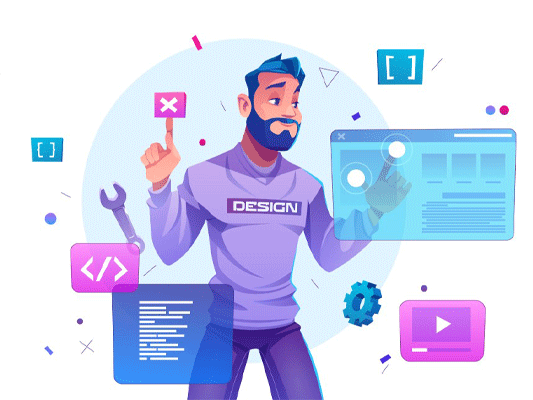 [ ]
[ ]
DESIGN
</>